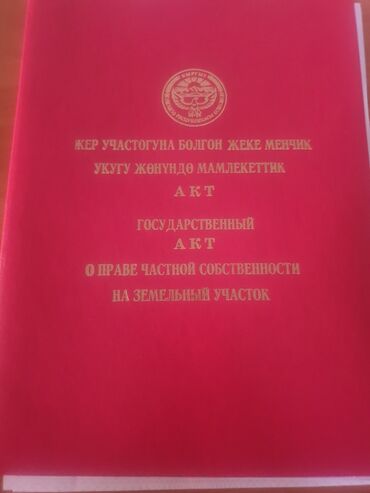 ЖЕР УЧАСТОГУНА БОЛГОН ЖЕКЕ МЕНЧИК
УКУГУ ЖӨНҮНДӨ МАМЛЕКЕТТИК
АКТ
ГОСУДАРСТВЕННЫЙ
АКТ
О ПРАВЕ ЧАСТНОЙ СОБСТВЕННОСТИ
НА ЗЕМЕЛЬНЫЙ УЧАСТОК